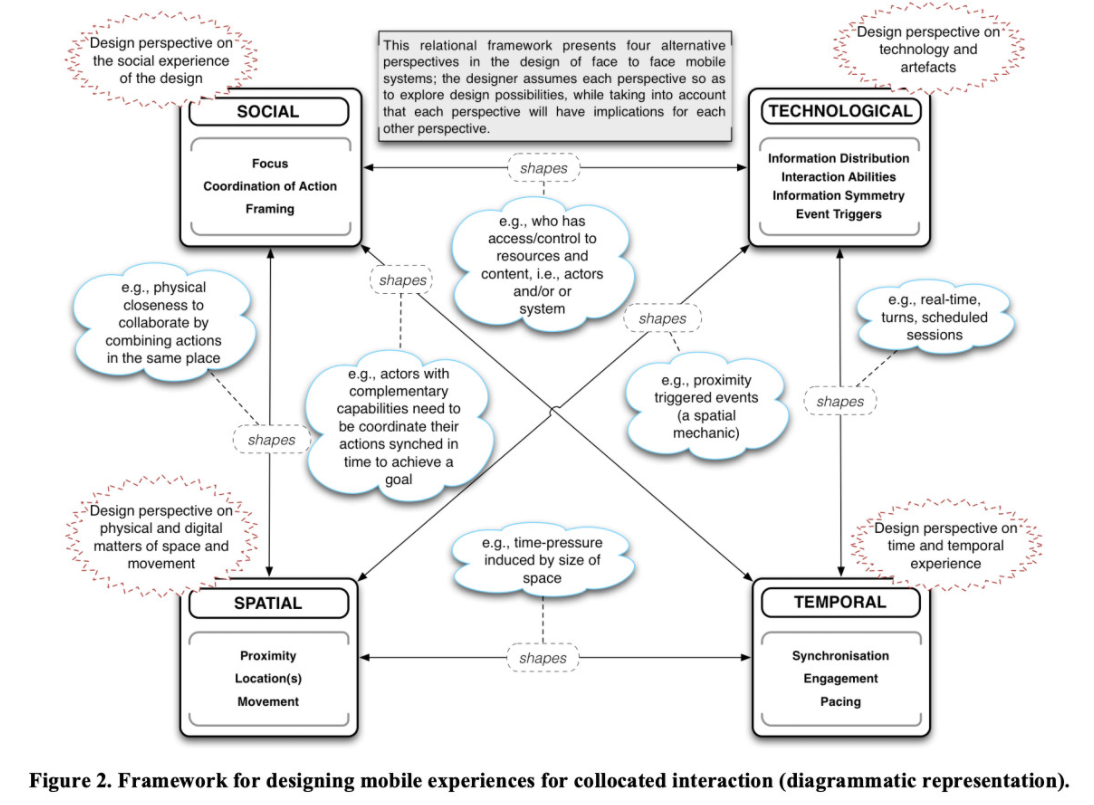 Design perspective on
the social experience
of the design
This relational framework presents four alternative
perspectives in the design of face to face mobile
systems; the designer assumes each perspective so as
to explore design possibilities, while taking into account
that each perspective will have implications for each
other perspective.
Design perspective on
technology and
artefacts
SOCIAL
Focus
Coordination of Action
Framing
TECHNOLOGICAL
Information Distribution
Interaction Abilities
Information Symmetry
Event Triggers
shapes
e.g., who has
access/control to
resources and
content, i.e., actors
and/or or
system
shapes
e.g., physical
closeness to
collaborate by
combining actions
in the same place
shapes
e.g., actors with
complementary
capabilities need to
be coordinate their
actions synched in
time to achieve a
goal
shapes
e.g., proximity
triggered events
(a spatial
mechanic)
e.g., real-time,
turns, scheduled
sessions
shapes
shapes
Design perspective on
physical and digital
matters of space and
movement
e.g., time-pressure
induced by size of
space
Design perspective on
time and temporal
experience
SPATIAL
Proximity
Location(s)
Movement
shapes
TEMPORAL
Synchronisation
Engagement
Pacing
Figure 2. Framework for designing mobile experiences for collocated interaction (diagrammatic representation).